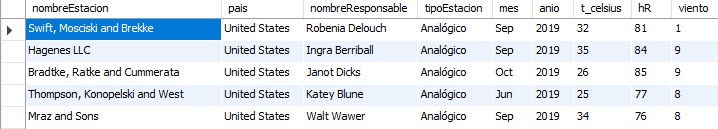 nombreEstacion pais nombreResponsable tipoEstacion mes anio t_celsius hR viento
Swift, Mosciski and Brekke United States Robenia Delouch Analógico Sep 2019 32 81 1
Hagenes LLC United States Ingra Berriball Analógico Sep 2019 35 84 9
Bradtke, Ratke and Cummerata United States Janot Dicks Analógico Oct 2019 26 85 9
Thompson, Konopelski and West United States Katey Blune Analógico Jun 2019 25 77 8
Mraz and Sons United States Walt Wawer Analógico Sep 2019 34 76 8